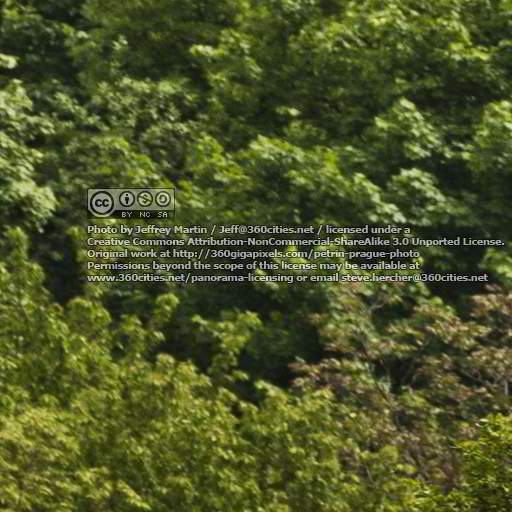 cc BY NC SA
Photo by Jeffrey Martin / Jeff@360cities.net / licensed under a
Creative Commons Attribution-NonCommercial-ShareAlike 3.0 Unported License.
Original work at http://360gigapixels.com/petrin-prague-photo
Permissions beyond the scope of this license may be available at
www.360cities.net/panorama-licensing or email steve.hercher@360cities.net